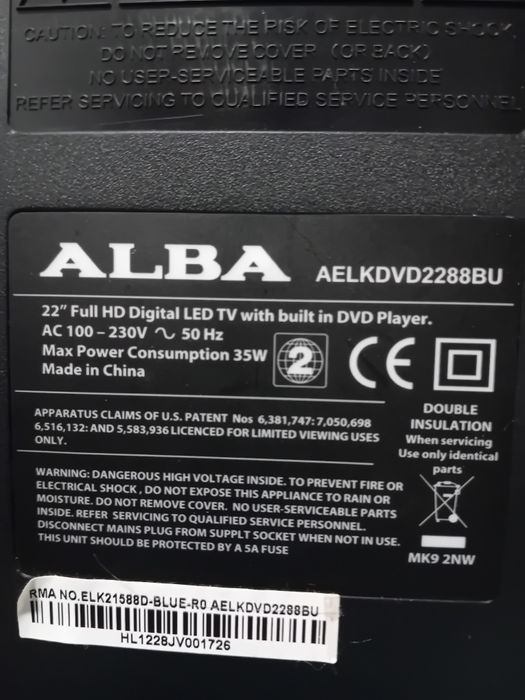 CAUTION: TO REDUCE THE RISK OF ELECTRIC SHOCK
DO NOT REMOVE COVER (OR BACK)
NO USER-SERVICEABLE PARTS INSIDE
REFER SERVICING TO QUALIFIED SERVICE PERSONNEL
ALBA AELKDVD2288BU
22" Full HD Digital LED TV with built in DVD Player.
AC 100 – 230V ~ 50 Hz
Max Power Consumption 35W
Made in China
2
CE
APPARATUS CLAIMS OF U.S. PATENT Nos 6,381,747:7,050,698
6,516,132: AND 5,583,936 LICENCED FOR LIMITED VIEWING USES
ONLY.
DOUBLE
INSULATION
When servicing
Use only identical
parts
WARNING: DANGEROUS HIGH VOLTAGE INSIDE. TO PREVENT FIRE OR
ELECTRICAL SHOCK , DO NOT EXPOSE THIS APPLIANCE TO RAIN OR
MOISTURE. DO NOT REMOVE COVER. NO USER-SERVICEABLE PARTS
INSIDE. REFER SERVICING TO QUALIFIED SERVICE PERSONNEL.
DISCONNECT MAINS PLUG FROM SUPPLT SOCKET WHEN NOT IN USE.
THIS UNIT SHOULD BE PROTECTED BY A 5A FUSE
MK9 2NW
RMA NO.ELK21588D-BLUE-R0 AELKDVD2288BU
HL1228JV001726